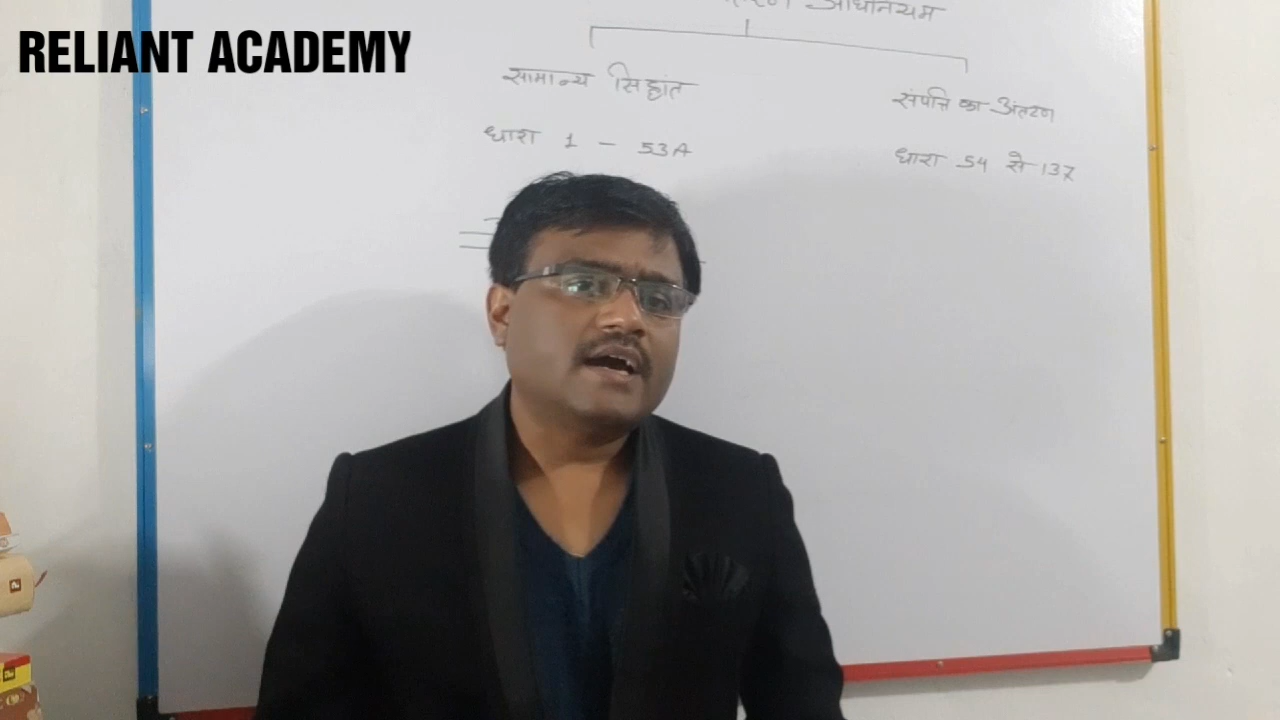 RELIANT ACADEMY
अधिनियम
सामान्य सिद्धांत
संपत्ति का अंतरण
धारा 1 - 53A
धारा 54 से 137